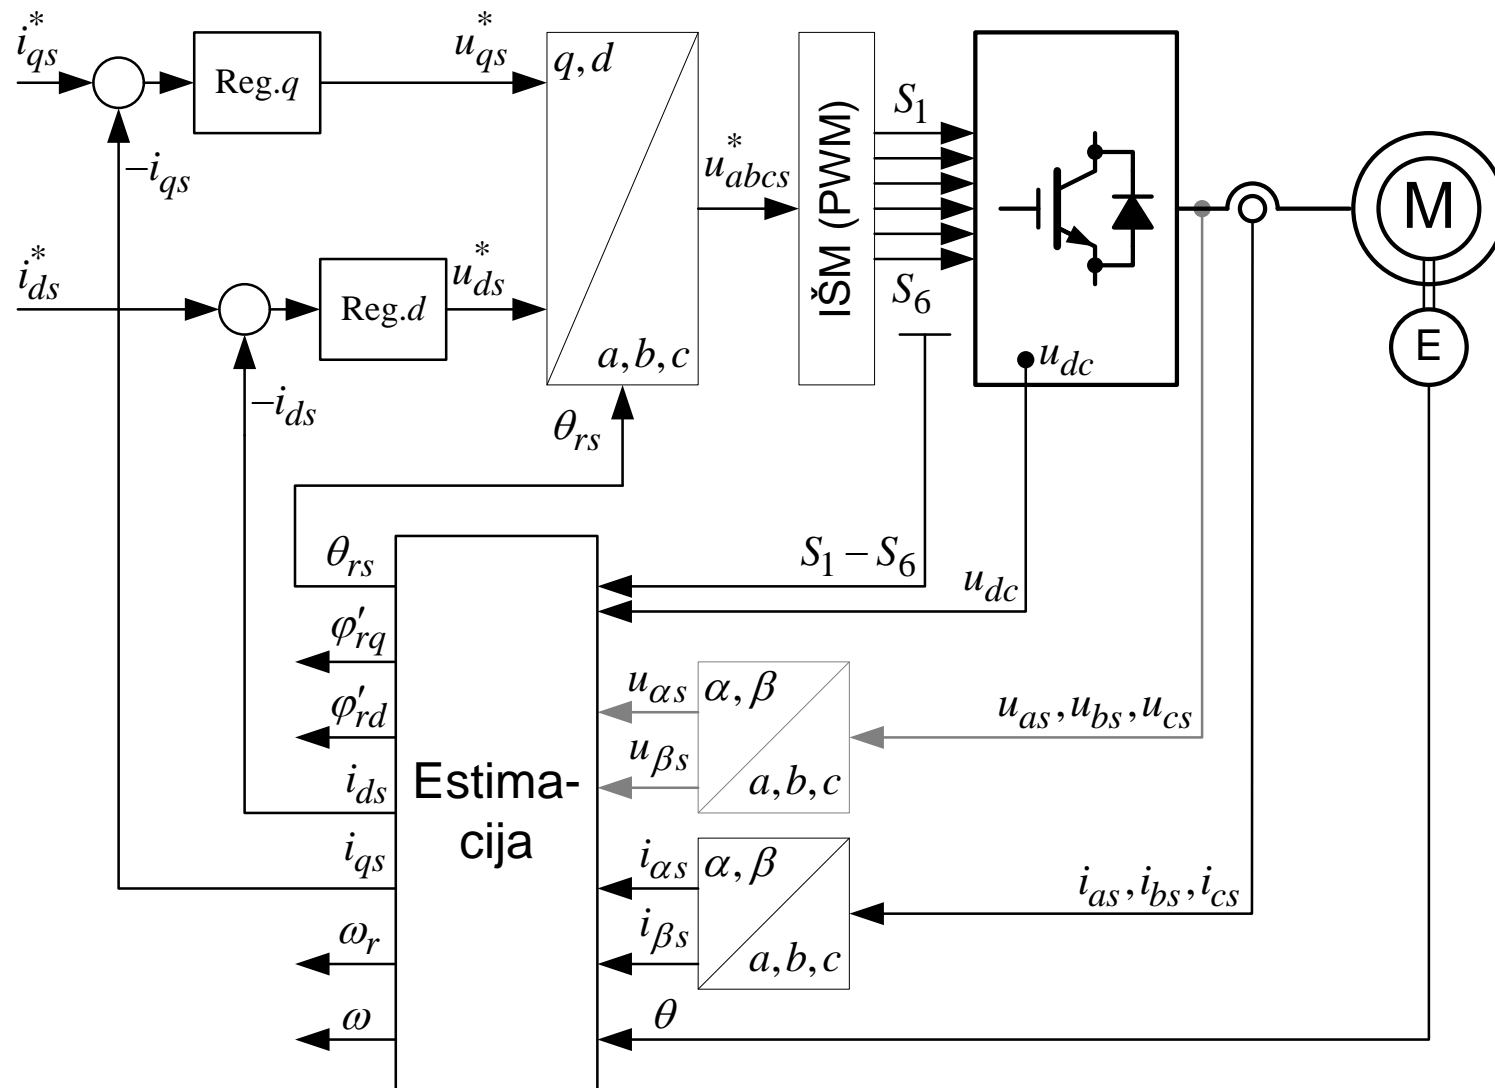 i*qs
Reg.q
u*qs
q,d
−iqs
i*ds
Reg.d
u*ds
a,b,c
−ids
θrs
u*abcs
IŠM (PWM)
S1
S6
udc
M
E
θrs
φ′rq
φ′rd
ids
iqs
ωr
ω
Estima-
cija
S1 − S6
udc
uαs
uβs
α, β
a,b,c
uas,ubs,ucs
iαs
iβs
α, β
a,b,c
ias,ibs,ics
θ